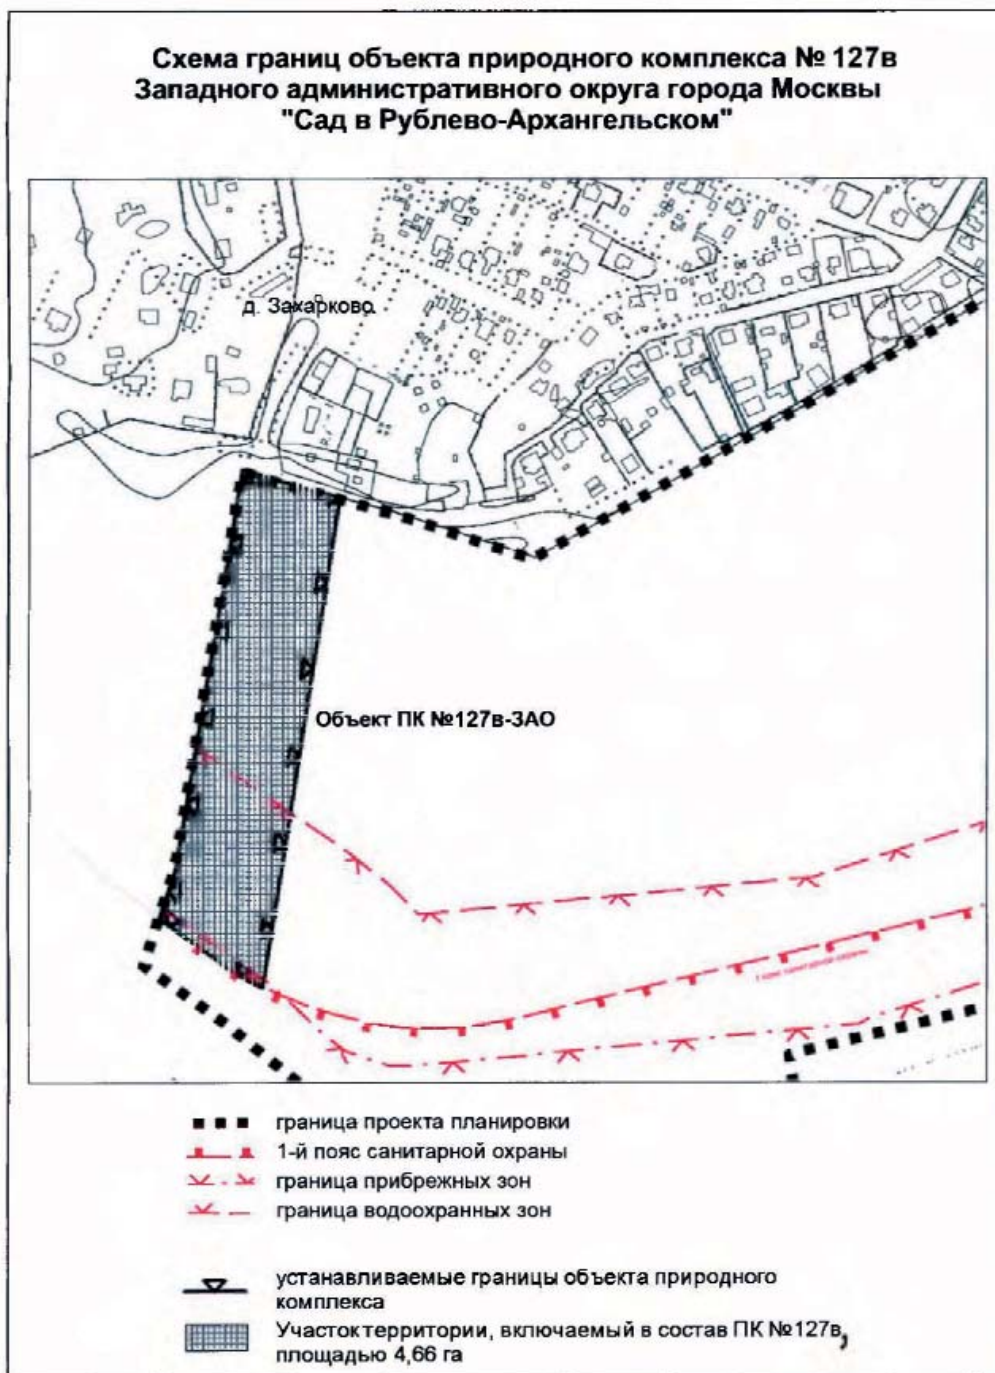 Схема границ объекта природного комплекса № 127в
Западного административного округа города Москвы
"Сад в Рублево-Архангельском"
д. Захарково
Объект ПК №127в-ЗАО
граница проекта планировки
1-й пояс санитарной охраны
граница прибрежных зон
граница водоохранных зон
устанавливаемые границы объекта природного
комплекса
Участок территории, включаемый в состав ПК №127в,
площадью 4,66 га